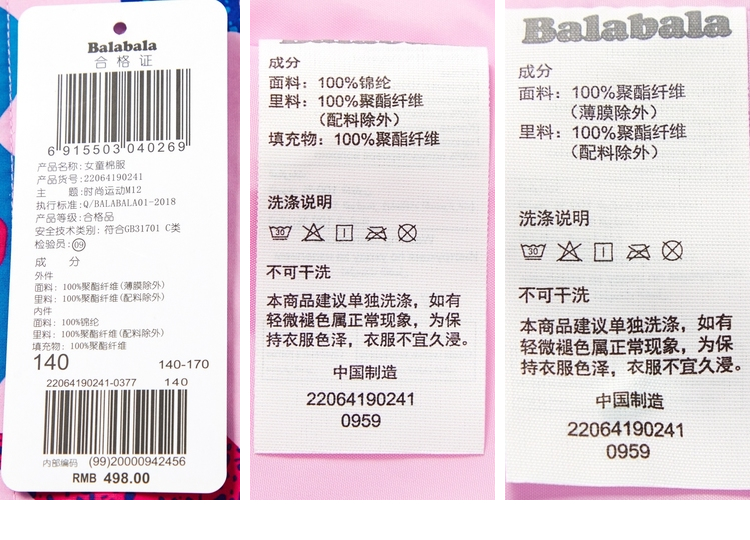 Balabala
合格证
6 915503 040269
产品名称:女童棉服
产品货号:22064190241
主 题:时尚运动M12
执行标准:Q/BALABALA01-2018
产品等级:合格品
安全技术类别: 符合GB31701 C类
检验员:09
成 分
外件
面料: 100%聚酯纤维(薄膜除外)
里料: 100%聚酯纤维(配料除外)
内件
面料: 100%锦纶
里料: 100%聚酯纤维(配料除外)
填充物: 100%聚酯纤维
140 140-170
22064190241-0377 140
内部编码 (99)20000942456
RMB 498.00
成分
面料: 100%锦纶
里料: 100%聚酯纤维
(配料除外)
填充物: 100%聚酯纤维
洗涤说明
30
不可干洗
本商品建议单独洗涤，如有
轻微褪色属正常现象，为保
持衣服色泽，衣服不宜久浸。
中国制造
22064190241
0959
Balabala
成分
面料: 100%聚酯纤维
(薄膜除外)
里料: 100%聚酯纤维
(配料除外)
洗涤说明
30
不可干洗
本商品建议单独洗涤，如有
轻微褪色属正常现象，为保
持衣服色泽，衣服不宜久浸。
中国制造
22064190241
0959